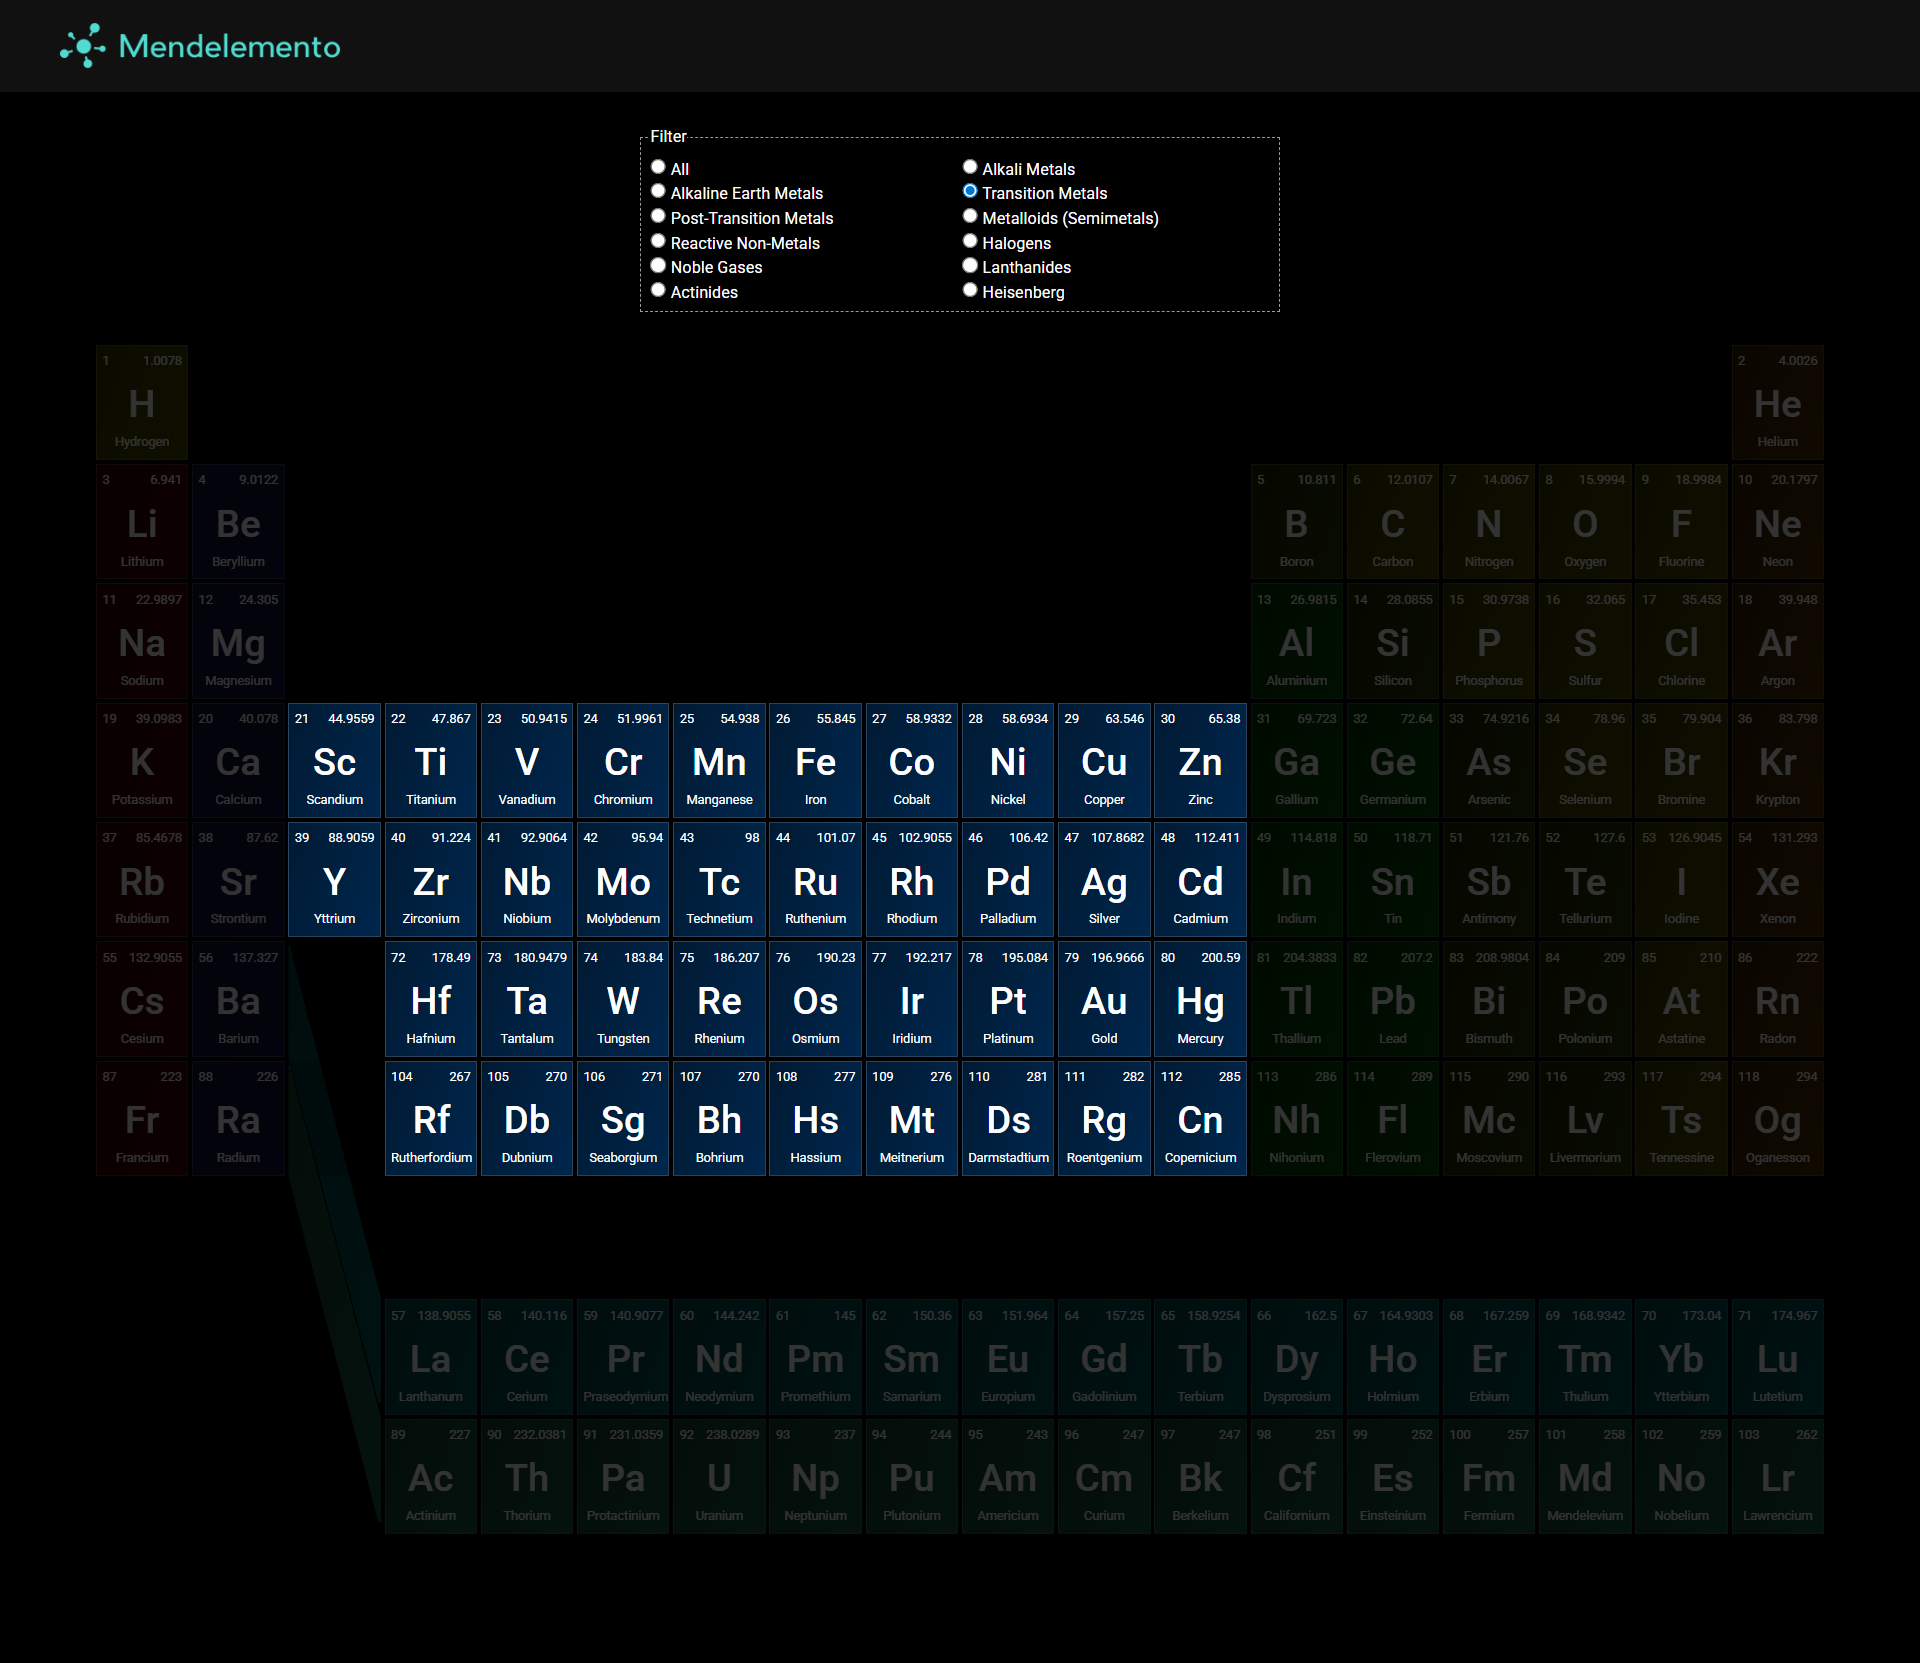 Mendelemento
Filter
All
Alkali Metals
Alkaline Earth Metals
Transition Metals
Post-Transition Metals
Metalloids (Semimetals)
Reactive Non-Metals
Halogens
Noble Gases
Lanthanides
Actinides
Heisenberg
1 1.0078 2 4.0026
H He
Hydrogen Helium
3 6.941 4 9.0122 5 10.811 6 12.0107 7 14.0067 8 15.9994 9 18.9984 10 20.1797
Li Be B C N O F Ne
Lithium Beryllium Boron Carbon Nitrogen Oxygen Fluorine Neon
11 22.9897 12 24.305 13 26.9815 14 28.0855 15 30.9738 16 32.065 17 35.453 18 39.948
Na Mg Al Si P S Cl Ar
Sodium Magnesium Aluminium Silicon Phosphorus Sulfur Chlorine Argon
19 39.0983 20 40.078 21 44.9559 22 47.867 23 50.9415 24 51.9961 25 54.938 26 55.845 27 58.9332 28 58.6934 29 63.546 30 65.38 31 69.723 32 72.64 33 74.9216 34 78.96 35 79.904 36 83.798
K Ca Sc Ti V Cr Mn Fe Co Ni Cu Zn Ga Ge As Se Br Kr
Potassium Calcium Scandium Titanium Vanadium Chromium Manganese Iron Cobalt Nickel Copper Zinc Gallium Germanium Arsenic Selenium Bromine Krypton
37 85.4678 38 87.62 39 88.9059 40 91.224 41 92.9064 42 95.94 43 98 44 101.07 45 102.9055 46 106.42 47 107.8682 48 112.411 49 114.818 50 118.71 51 121.76 52 127.6 53 126.9045 54 131.293
Rb Sr Y Zr Nb Mo Tc Ru Rh Pd Ag Cd In Sn Sb Te I Xe
Rubidium Strontium Yttrium Zirconium Niobium Molybdenum Technetium Ruthenium Rhodium Palladium Silver Cadmium Indium Tin Antimony Tellurium Iodine Xenon
55 132.9055 56 137.327 72 178.49 73 180.9479 74 183.84 75 186.207 76 190.23 77 192.217 78 195.084 79 196.9666 80 200.59 81 204.3833 82 207.2 83 208.9804 84 209 85 210 86 222
Cs Ba Hf Ta W Re Os Ir Pt Au Hg Tl Pb Bi Po At Rn
Cesium Barium Hafnium Tantalum Tungsten Rhenium Osmium Iridium Platinum Gold Mercury Thallium Lead Bismuth Polonium Astatine Radon
87 223 88 226 104 267 105 270 106 271 107 270 108 277 109 276 110 281 111 282 112 285 113 286 114 289 115 290 116 293 117 294 118 294
Fr Ra Rf Db Sg Bh Hs Mt Ds Rg Cn Nh Fl Mc Lv Ts Og
Francium Radium Rutherfordium Dubnium Seaborgium Bohrium Hassium Meitnerium Darmstadtium Roentgenium Copernicium Nihonium Flerovium Moscovium Livermorium Tennessine Oganesson
57 138.9055 58 140.116 59 140.9077 60 144.242 61 145 62 150.36 63 151.964 64 157.25 65 158.9254 66 162.5 67 164.9303 68 167.259 69 168.9342 70 173.04 71 174.967
La Ce Pr Nd Pm Sm Eu Gd Tb Dy Ho Er Tm Yb Lu
Lanthanum Cerium Praseodymium Neodymium Promethium Samarium Europium Gadolinium Terbium Dysprosium Holmium Erbium Thulium Ytterbium Lutetium
89 227 90 232.0381 91 231.0359 92 238.0289 93 237 94 244 95 243 96 247 97 247 98 251 99 252 100 257 101 258 102 259 103 262
Ac Th Pa U Np Pu Am Cm Bk Cf Es Fm Md No Lr
Actinium Thorium Protactinium Uranium Neptunium Plutonium Americium Curium Berkelium Californium Einsteinium Fermium Mendelevium Nobelium Lawrencium